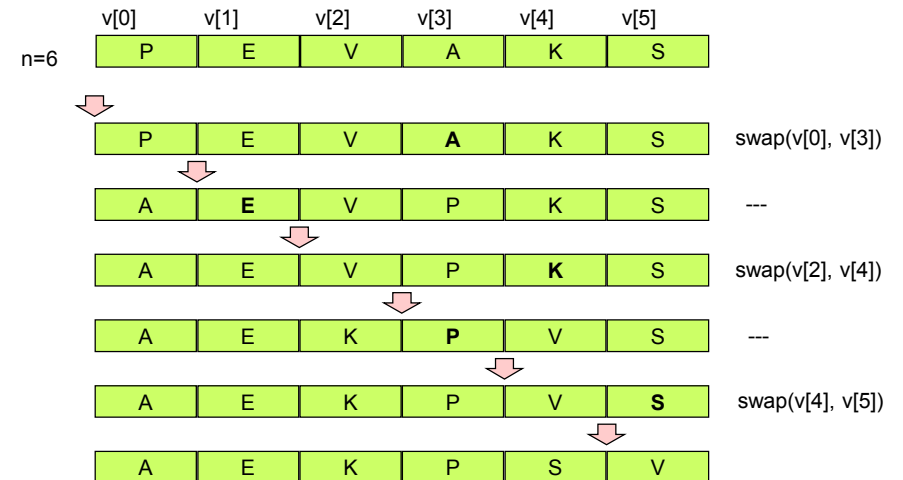 v[0] v[1] v[2] v[3] v[4] v[5]
n=6 P E V A K S
P E V A K S swap(v[0], v[3])
A E V P K S ---
A E V P K S swap(v[2], v[4])
A E K P V S ---
A E K P V S swap(v[4], v[5])
A E K P S V